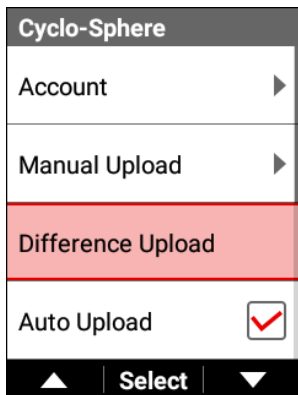 Cyclo-Sphere
Account
Manual Upload
Difference Upload
Auto Upload
Select